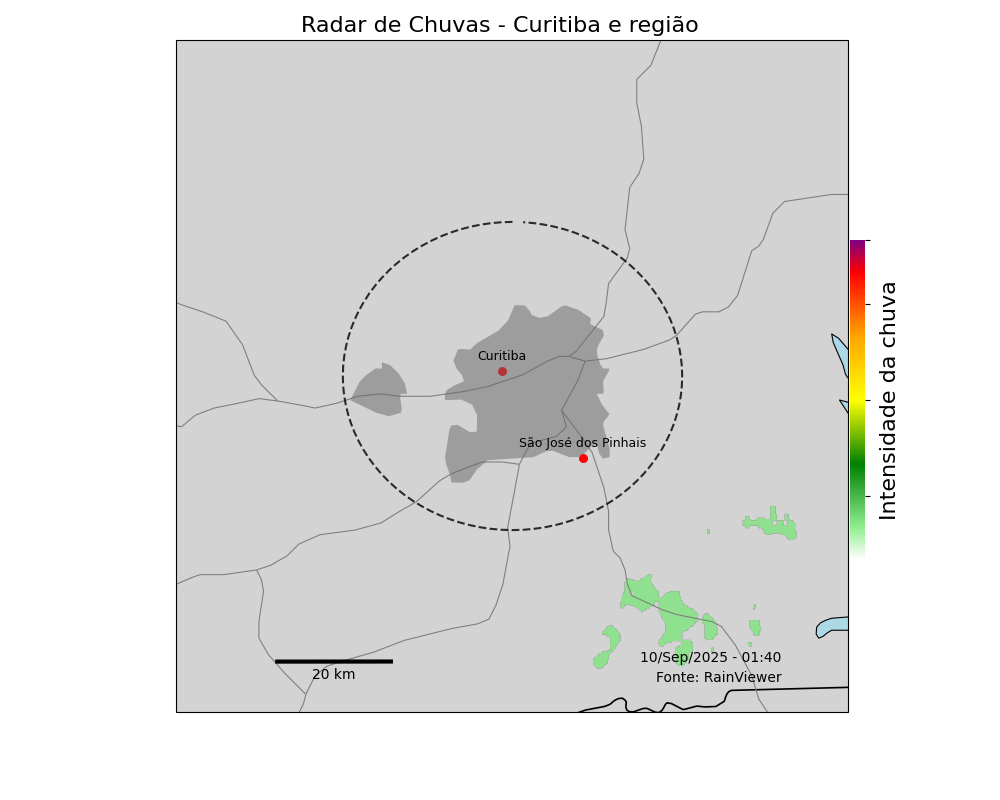 Radar de Chuvas - Curitiba e região
Curitiba
São José dos Pinhais
Intensidade da chuva
20 km
10/Sep/2025 - 01:40
Fonte: RainViewer